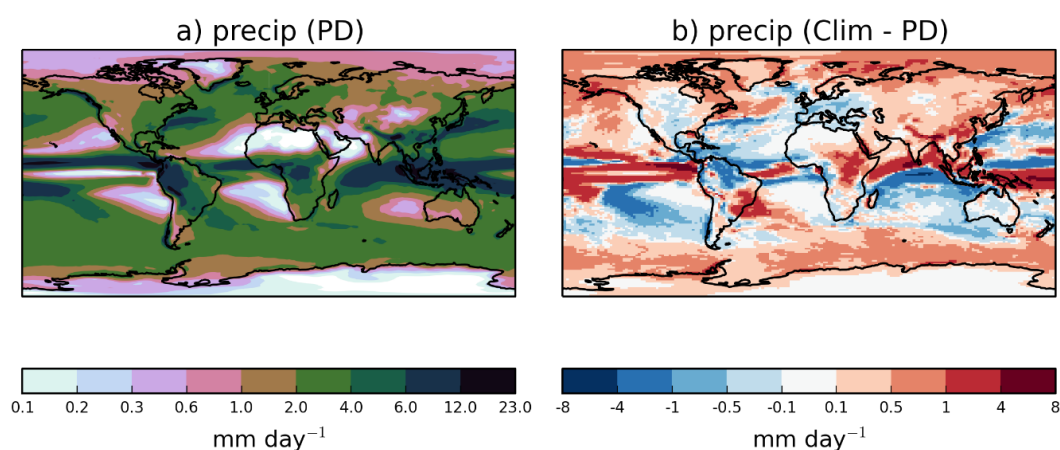 a) precip (PD)
b) precip (Clim - PD)
0.1 0.2 0.3 0.6 1.0 2.0 4.0 6.0 12.0 23.0
-8 -4 -1 -0.5 -0.1 0.1 0.5 1 4 8
mm day⁻¹
mm day⁻¹